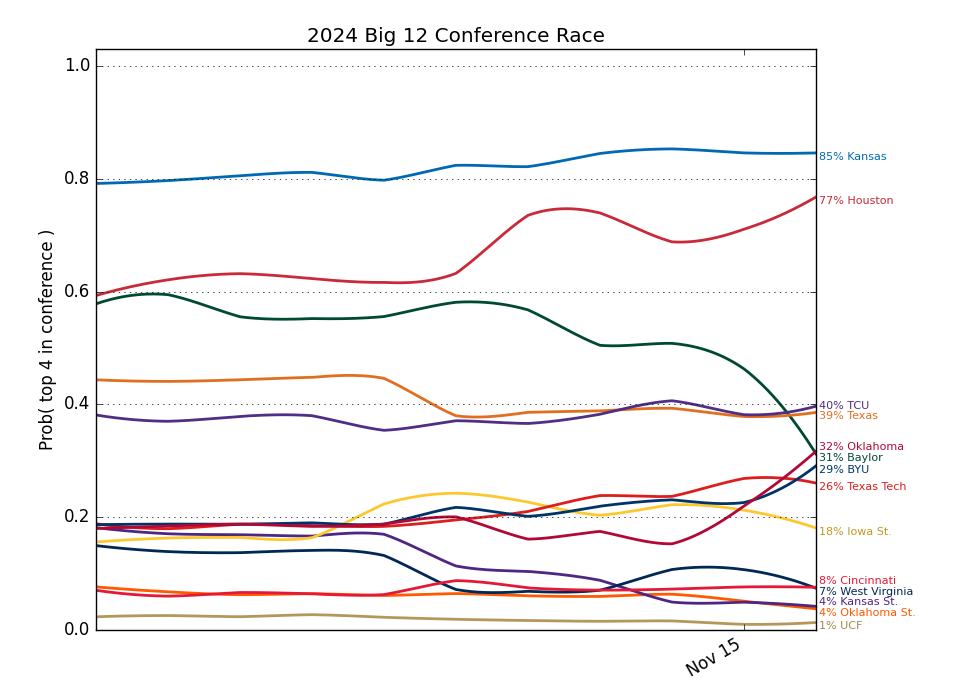 2024 Big 12 Conference Race
Prob( top 4 in conference )
1.0
0.8
0.6
0.4
0.2
0.0
Nov 15
85% Kansas
77% Houston
40% TCU
39% Texas
32% Oklahoma
31% Baylor
29% BYU
26% Texas Tech
18% Iowa St.
8% Cincinnati
7% West Virginia
4% Kansas St.
4% Oklahoma St.
1% UCF